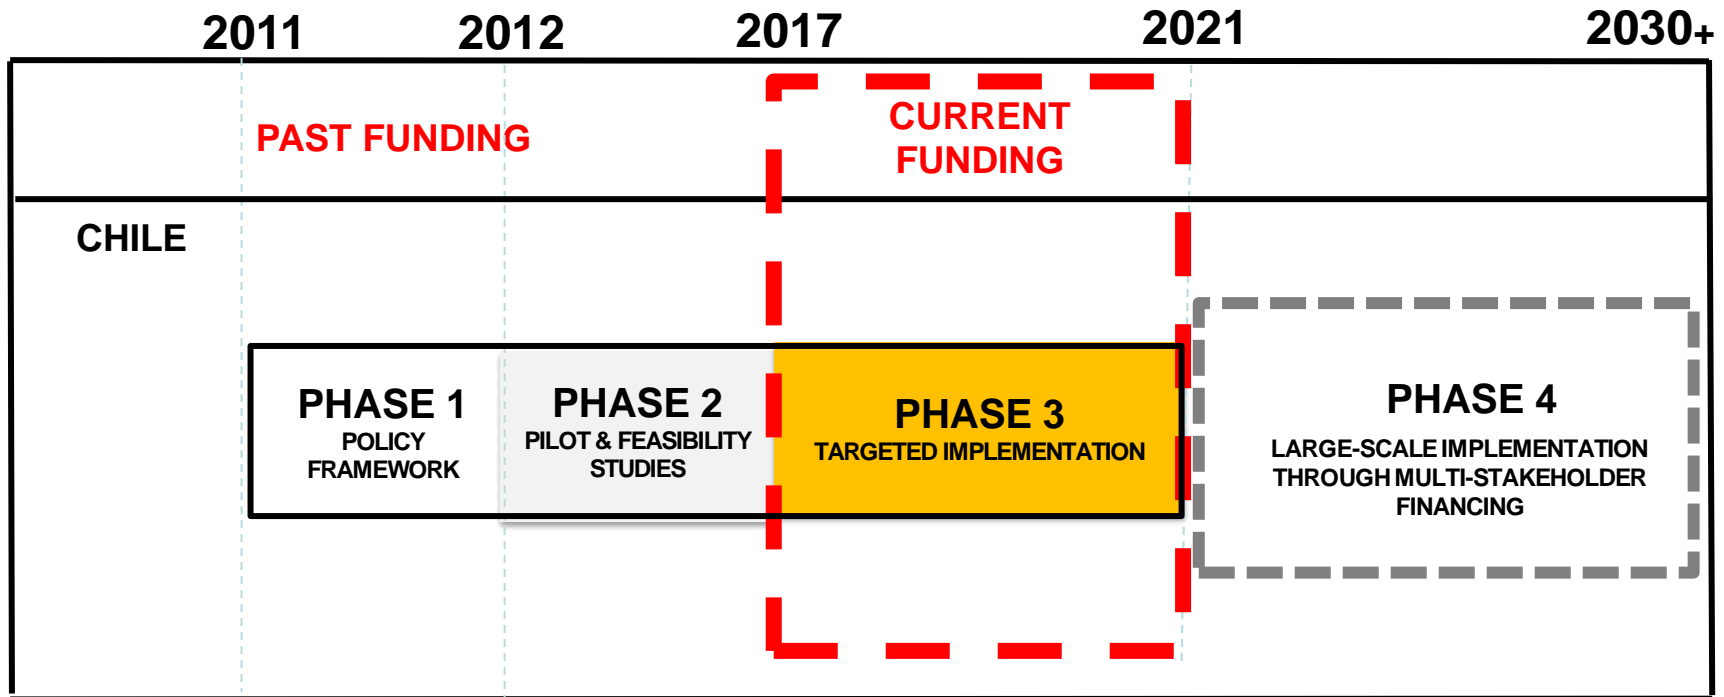 2011 2012 2017 2021 2030+
PAST FUNDING
CURRENT
FUNDING
CHILE
PHASE 1
POLICY
FRAMEWORK
PHASE 2
PILOT & FEASIBILITY
STUDIES
PHASE 3
TARGETED IMPLEMENTATION
PHASE 4
LARGE-SCALE IMPLEMENTATION
THROUGH MULTI-STAKEHOLDER
FINANCING